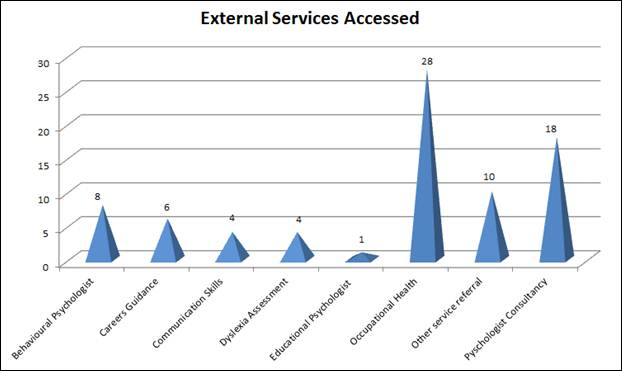 External Services Accessed
30
25
20
15
10
5
0
8
6
4
4
1
28
10
18
Behavioural Psychologist
Careers Guidance
Communication Skills
Dyslexia Assessment
Educational Psychologist
Occupational Health
Other service referral
Pyschologist Consultancy